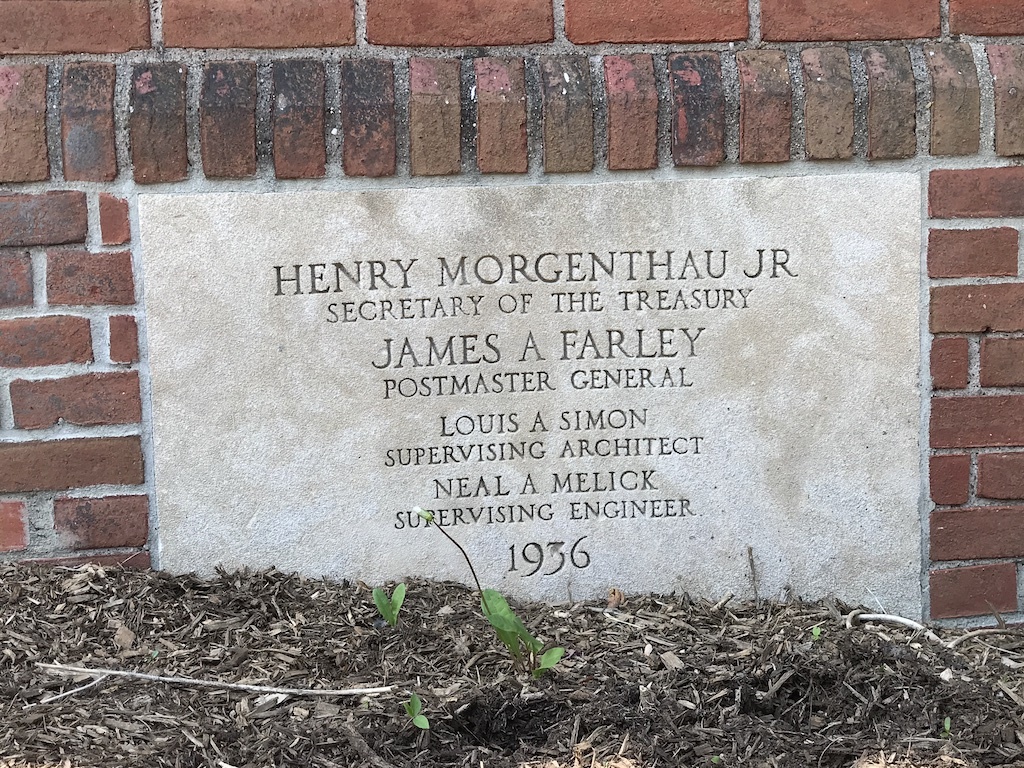 HENRY MORGENTHAU JR
SECRETARY OF THE TREASURY
JAMES A FARLEY
POSTMASTER GENERAL
LOUIS A SIMON
SUPERVISING ARCHITECT
NEAL A MELICK
SUPERVISING ENGINEER
1936